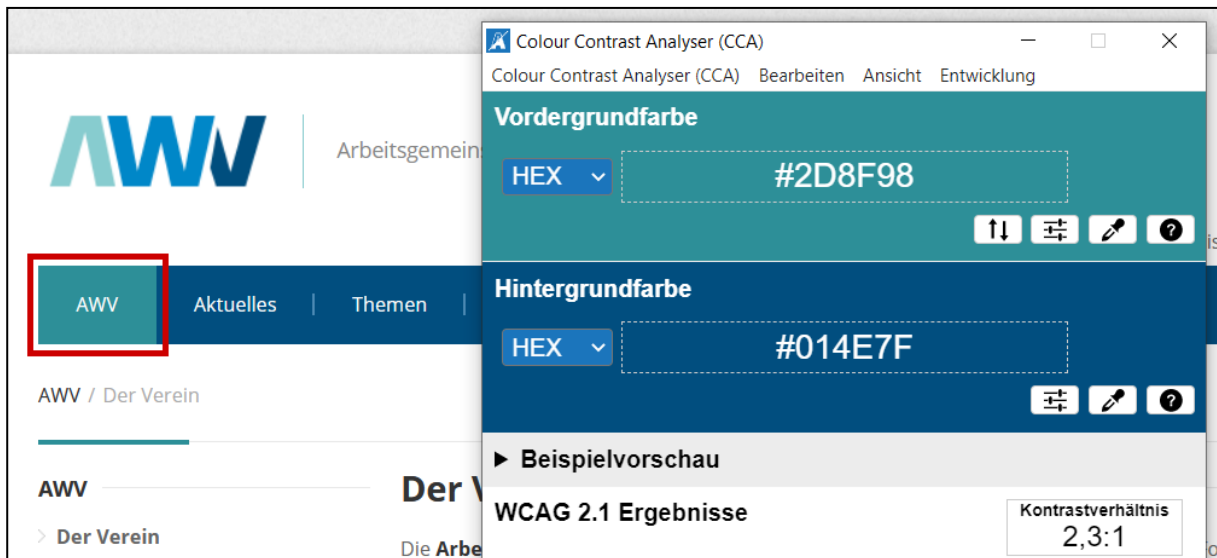 Colour Contrast Analyser (CCA)
Colour Contrast Analyser (CCA) Bearbeiten Ansicht Entwicklung
Vordergrundfarbe
HEX #2D8F98
Hintergrundfarbe
HEX #014E7F
Beispielvorschau
WCAG 2.1 Ergebnisse
Kontrastverhältnis
2,3:1
AWV
Arbeitsgemein
AWV Aktuelles | Themen |
AWV / Der Verein
AWV
Der Verein
Der
Die Arbe